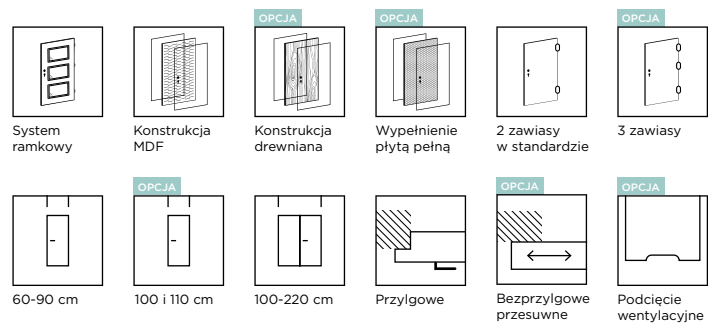 OPCJA
OPCJA
OPCJA
System
ramkowy
Konstrukcja
MDF
Konstrukcja
drewniana
Wypełnienie
płytą pełną
2 zawiasy
w standardzie
3 zawiasy
OPCJA
OPCJA
OPCJA
60-90 cm
100 i 110 cm
100-220 cm
Przylgowe
Bezprzylgowe
przesuwne
Podcięcie
wentylacyjne